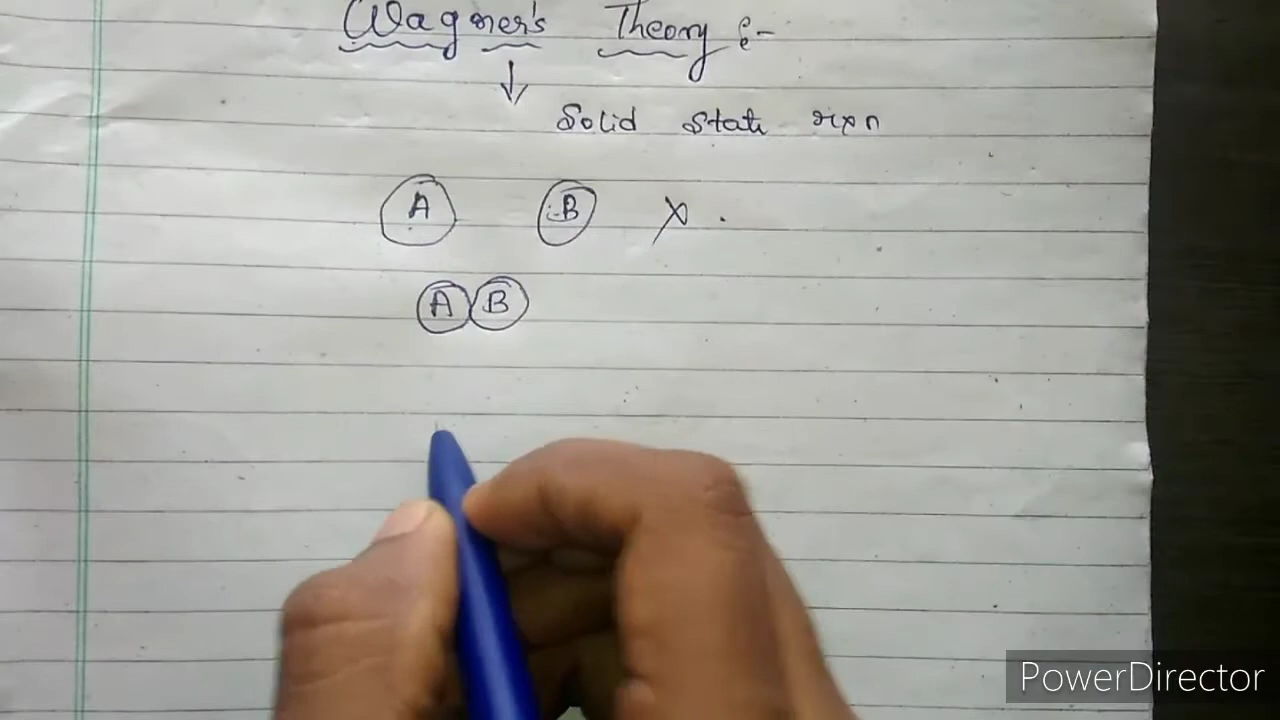 Wagner's Theory :-
↓
Solid State rxn
A B X .
A B
PowerDirector